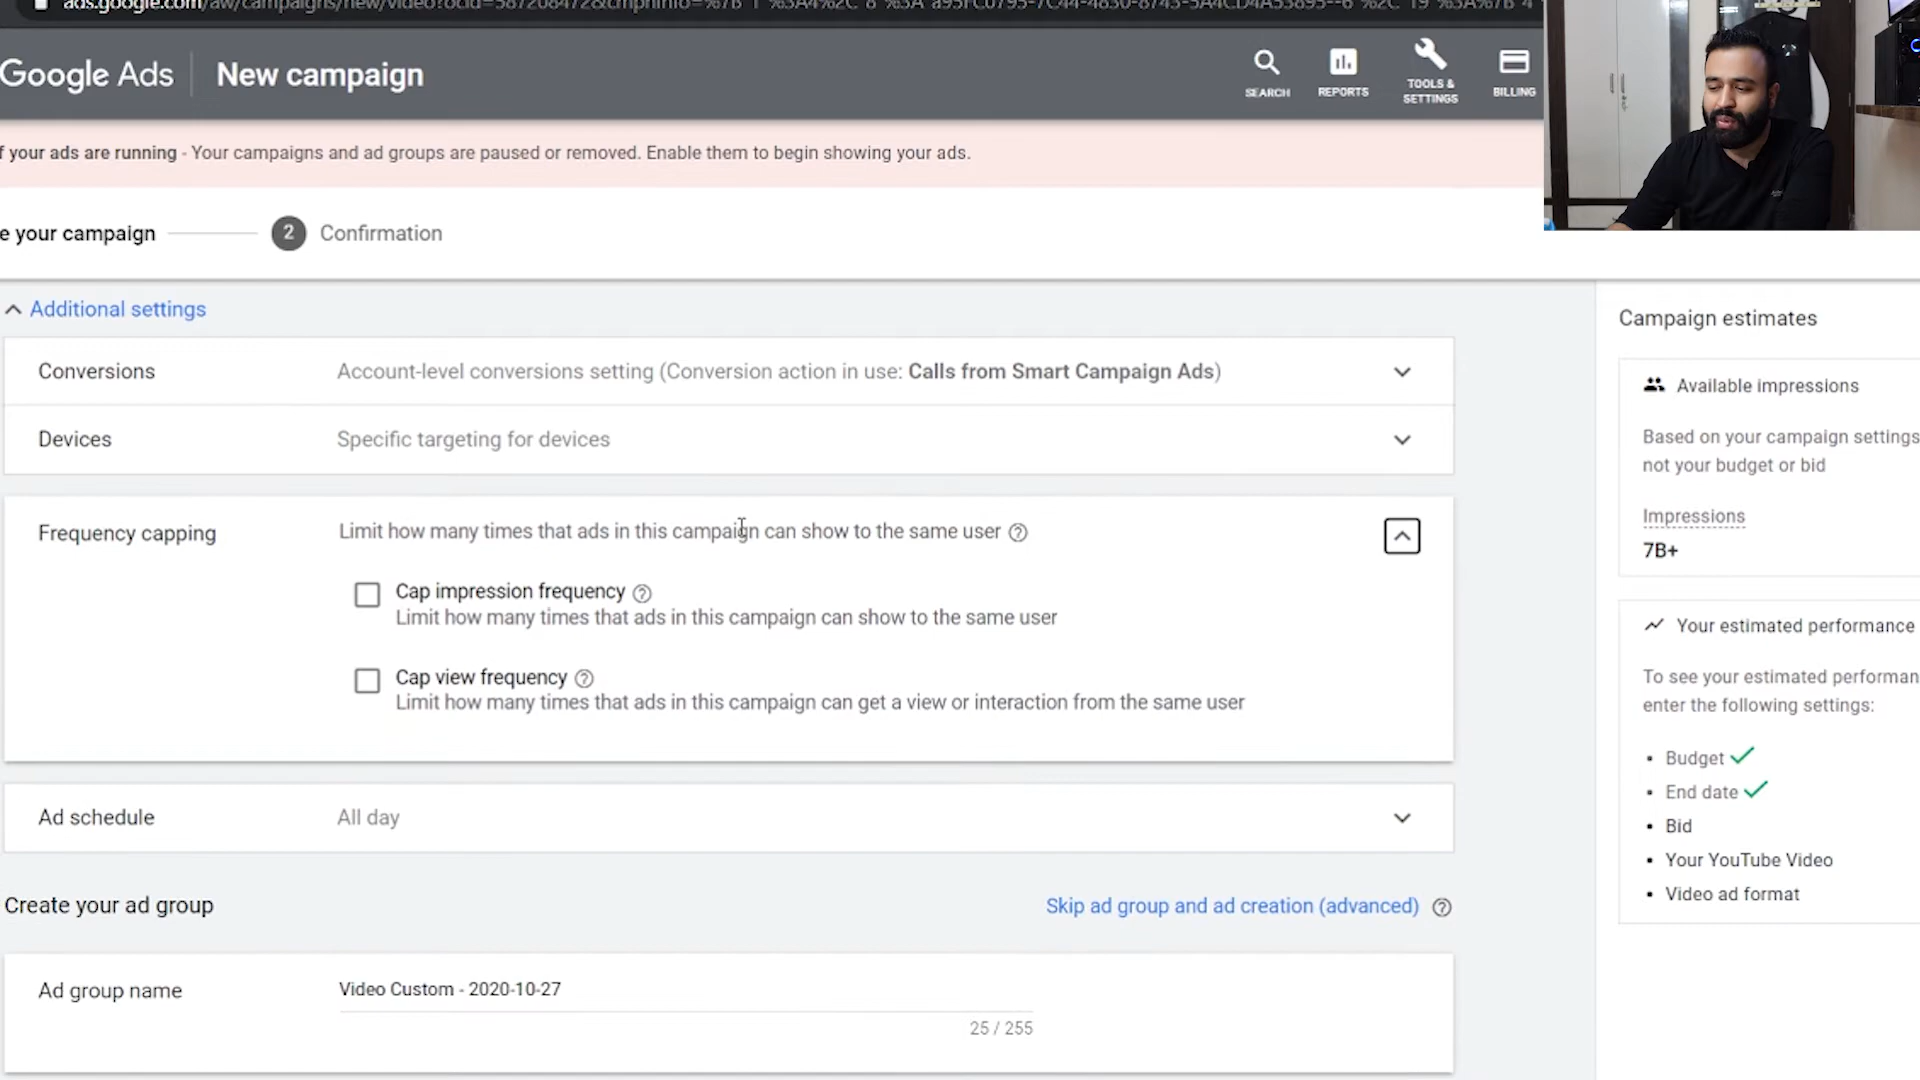 Google Ads
New campaign
SEARCH
REPORTS
TOOLS &
SETTINGS
BILLING
f your ads are running - Your campaigns and ad groups are paused or removed. Enable them to begin showing your ads.
e your campaign
2
Confirmation
Additional settings
Conversions
Account-level conversions setting (Conversion action in use: Calls from Smart Campaign Ads)
Devices
Specific targeting for devices
Frequency capping
Limit how many times that ads in this campaign can show to the same user
Cap impression frequency
Limit how many times that ads in this campaign can show to the same user
Cap view frequency
Limit how many times that ads in this campaign can get a view or interaction from the same user
Ad schedule
All day
Create your ad group
Skip ad group and ad creation (advanced)
Ad group name
Video Custom - 2020-10-27
25 / 255
Campaign estimates
Available impressions
Based on your campaign settings
not your budget or bid
Impressions
7B+
Your estimated performance
To see your estimated performan
enter the following settings:
• Budget
• End date
• Bid
• Your YouTube Video
• Video ad format